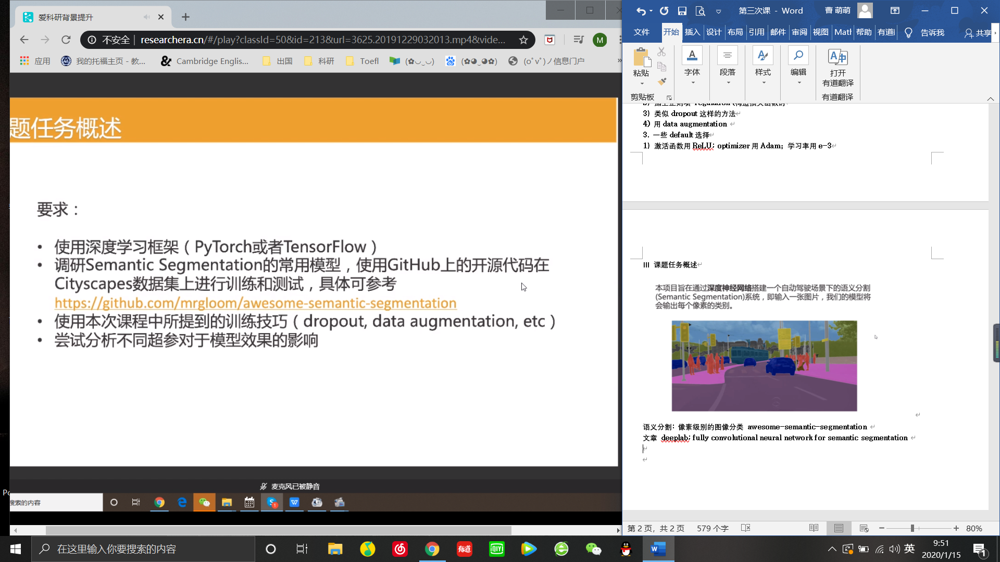 爱科研背景提升
不安全 | researchera.cn/#/play?classId=50&id=213&url=3625.20191229032013.mp4&vide...
M
应用 我的托福主页 - 教... Cambridge Englis... 出国 科研 Toefl (✿◡‿◡) (✿◕‿◕✿) (oﾟvﾟ)ノ信息门户 »
题任务概述
要求：
• 使用深度学习框架（PyTorch或者TensorFlow）
• 调研Semantic Segmentation的常用模型，使用GitHub上的开源代码在
Cityscapes数据集上进行训练和测试，具体可参考
https://github.com/mrgloom/awesome-semantic-segmentation
• 使用本次课程中所提到的训练技巧（dropout, data augmentation, etc）
• 尝试分析不同超参对于模型效果的影响
麦克风已被静音
搜索的内容
第三次课 - Word 曹 萌萌
文件 开始 插入 设计 布局 引用 邮件 审阅 视图 Math 帮助 有道 告诉我 共享
粘贴 字体 段落 样式 编辑 打开
有道翻译
剪贴板 有道翻译
3) 类似 dropout 这样的方法
4) 用 data augmentation
3. 一些 default 选择
1) 激活函数用 ReLU; optimizer 用 Adam; 学习率用 e-3
III 课题任务概述
本项目旨在通过深度神经网络搭建一个自动驾驶场景下的语义分割
(Semantic Segmentation)系统，即输入一张图片，我们的模型将
会输出每个像素的类别。
语义分割: 像素级别的图像分类 awesome-semantic-segmentation
文章 deeplab; fully convolutional neural network for semantic segmentation
第 2 页，共 2 页 579 个字 80%
在这里输入你要搜索的内容
英
9:51
2020/1/15
1